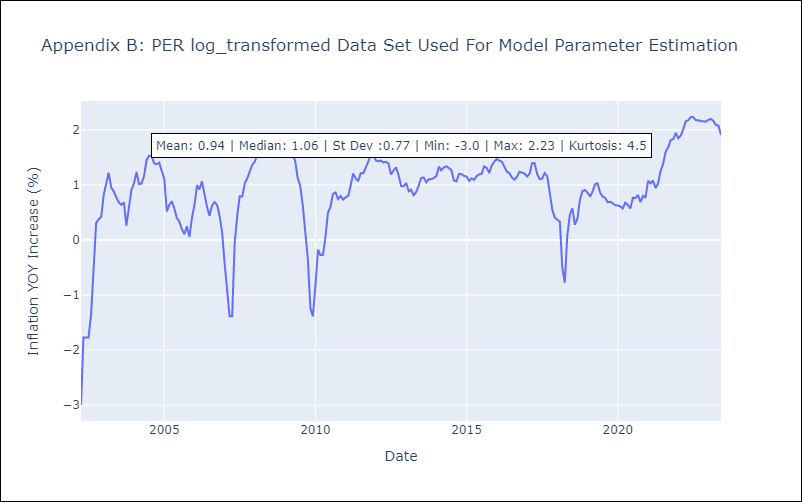 Appendix B: PER log_transformed Data Set Used For Model Parameter Estimation
Mean: 0.94 | Median: 1.06 | St Dev :0.77 | Min: -3.0 | Max: 2.23 | Kurtosis: 4.5
Inflation YOY Increase (%)
2
1
0
−1
−2
−3
2005
2010
2015
2020
Date